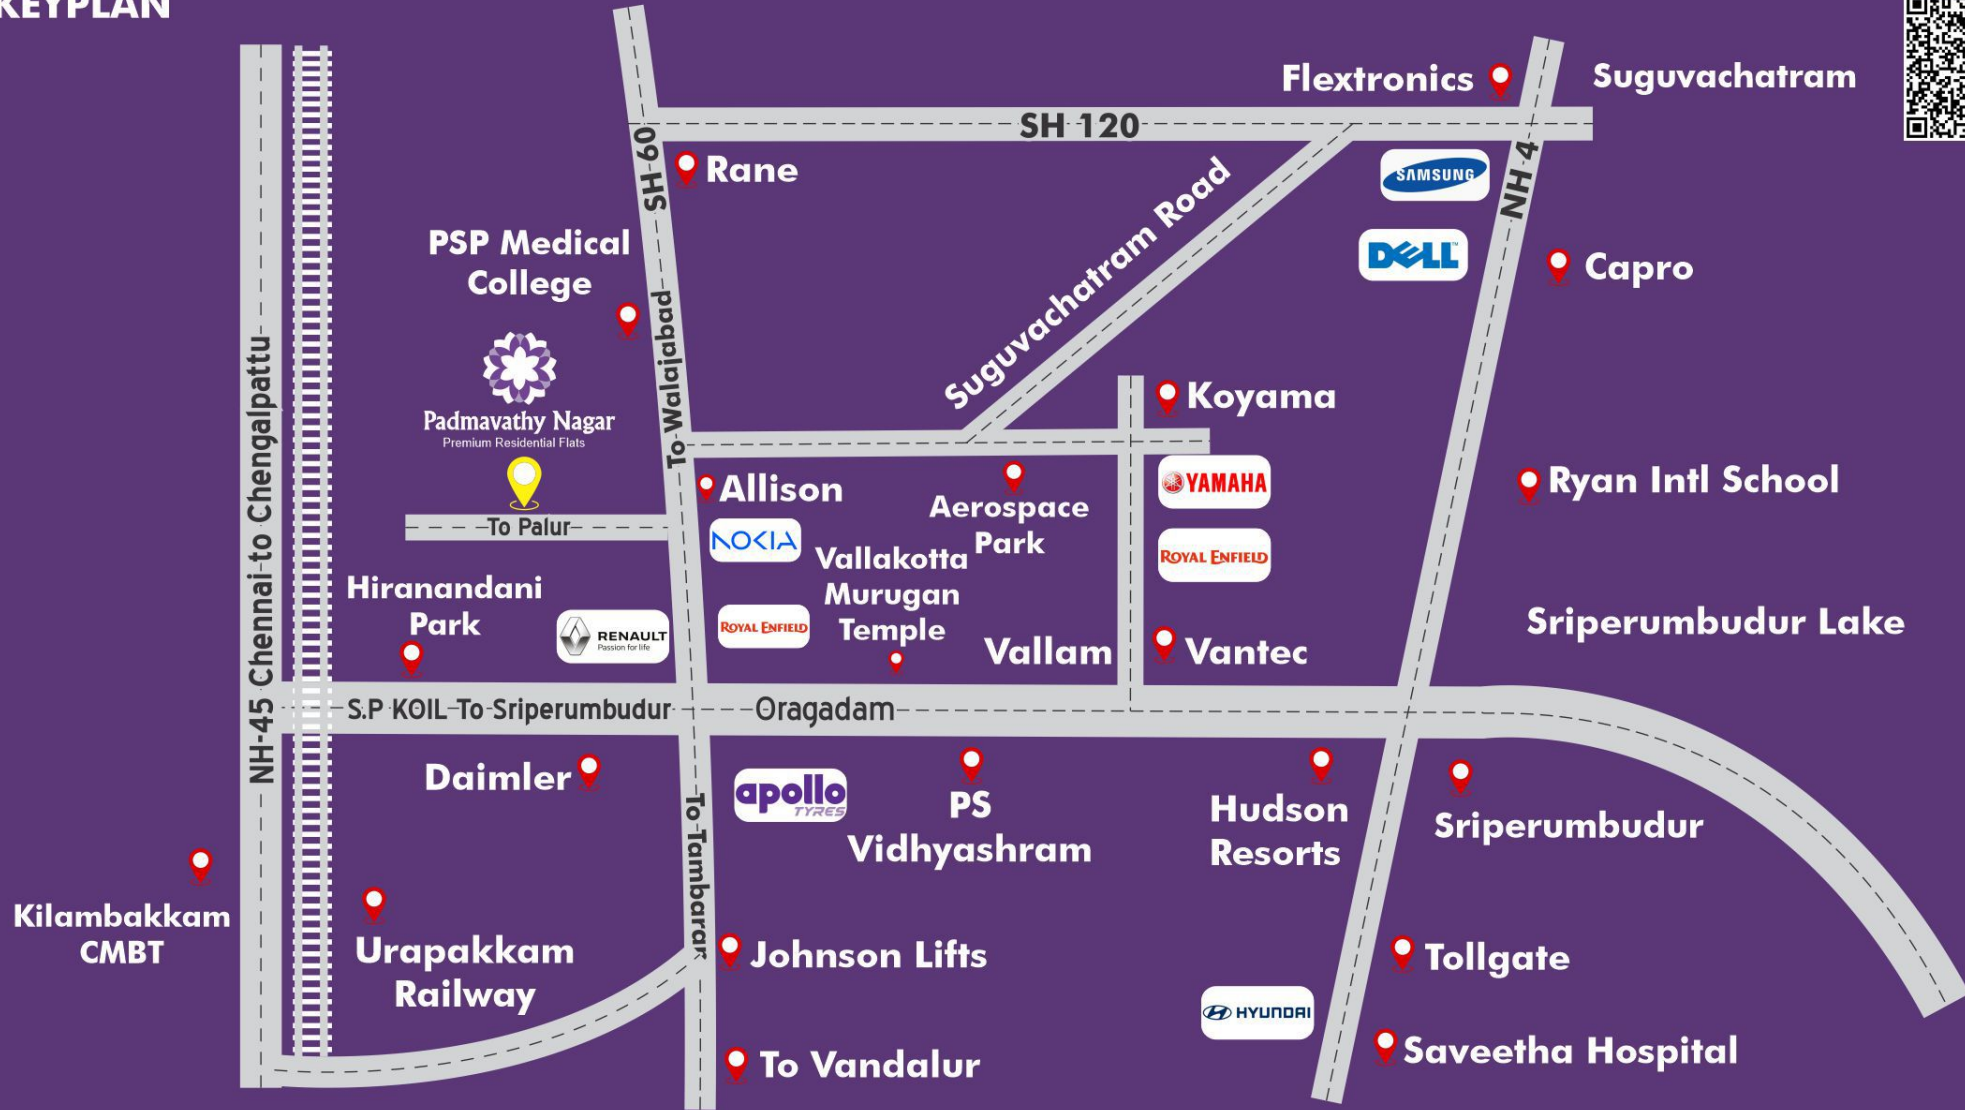 KEYPLAN
Flextronics
Suguvachatram
SH 120
SH 60
Rane
SAMSUNG
NH 4
PSP Medical
College
Suguvachatram Road
DELL
Capro
Padmavathy Nagar
Premium Residential Flats
To Walajabad
Koyama
NH-45 Chennai to Chengalpattu
Allison
Aerospace
Park
YAMAHA
Ryan Intl School
To Palur
NOKIA
Vallakotta
Murugan
Temple
ROYAL ENFIELD
Hiranandani
Park
RENAULT
Passion for life
ROYAL ENFIELD
Vallam
Vantec
Sriperumbudur Lake
S.P KOIL To Sriperumbudur
Oragadam
Daimler
To Tambarar
apollo
TYRES
PS
Vidhyashram
Hudson
Resorts
Sriperumbudur
Kilambakkam
CMBT
Urapakkam
Railway
Johnson Lifts
Tollgate
HYUNDAI
To Vandalur
Saveetha Hospital